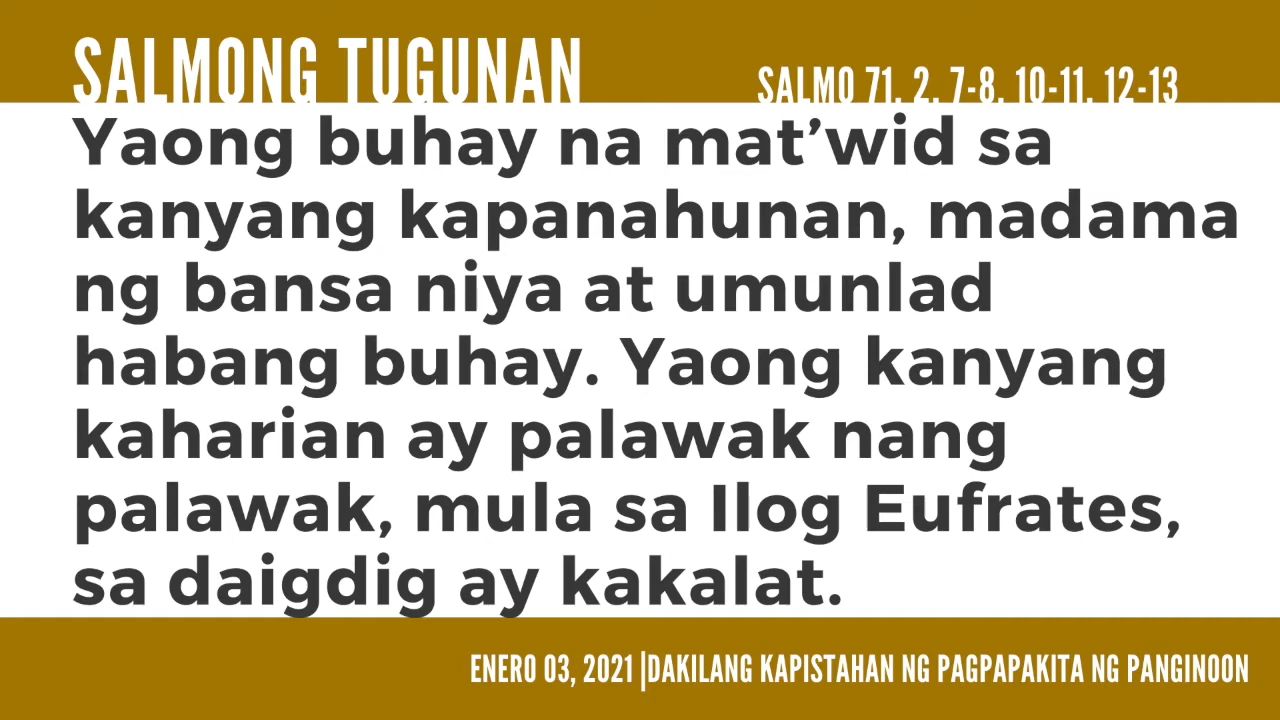 SALMONG TUGUNAN
SALMO 71, 2, 7-8, 10-11, 12-13
Yaong buhay na mat’wid sa
kanyang kapanahunan, madama
ng bansa niya at umunlad
habang buhay. Yaong kanyang
kaharian ay palawak nang
palawak, mula sa Ilog Eufrates,
sa daigdig ay kakalat.
ENERO 03, 2021 |DAKILANG KAPISTAHAN NG PAGPAPAKITA NG PANGINOON